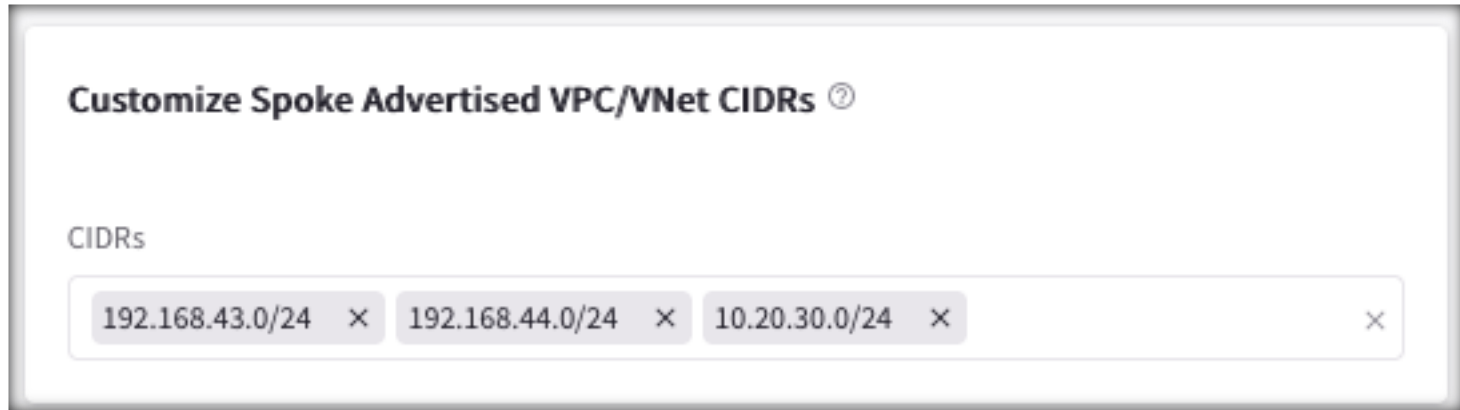 Customize Spoke Advertised VPC/VNet CIDRs ?
CIDRs
192.168.43.0/24 × 192.168.44.0/24 × 10.20.30.0/24 × ×